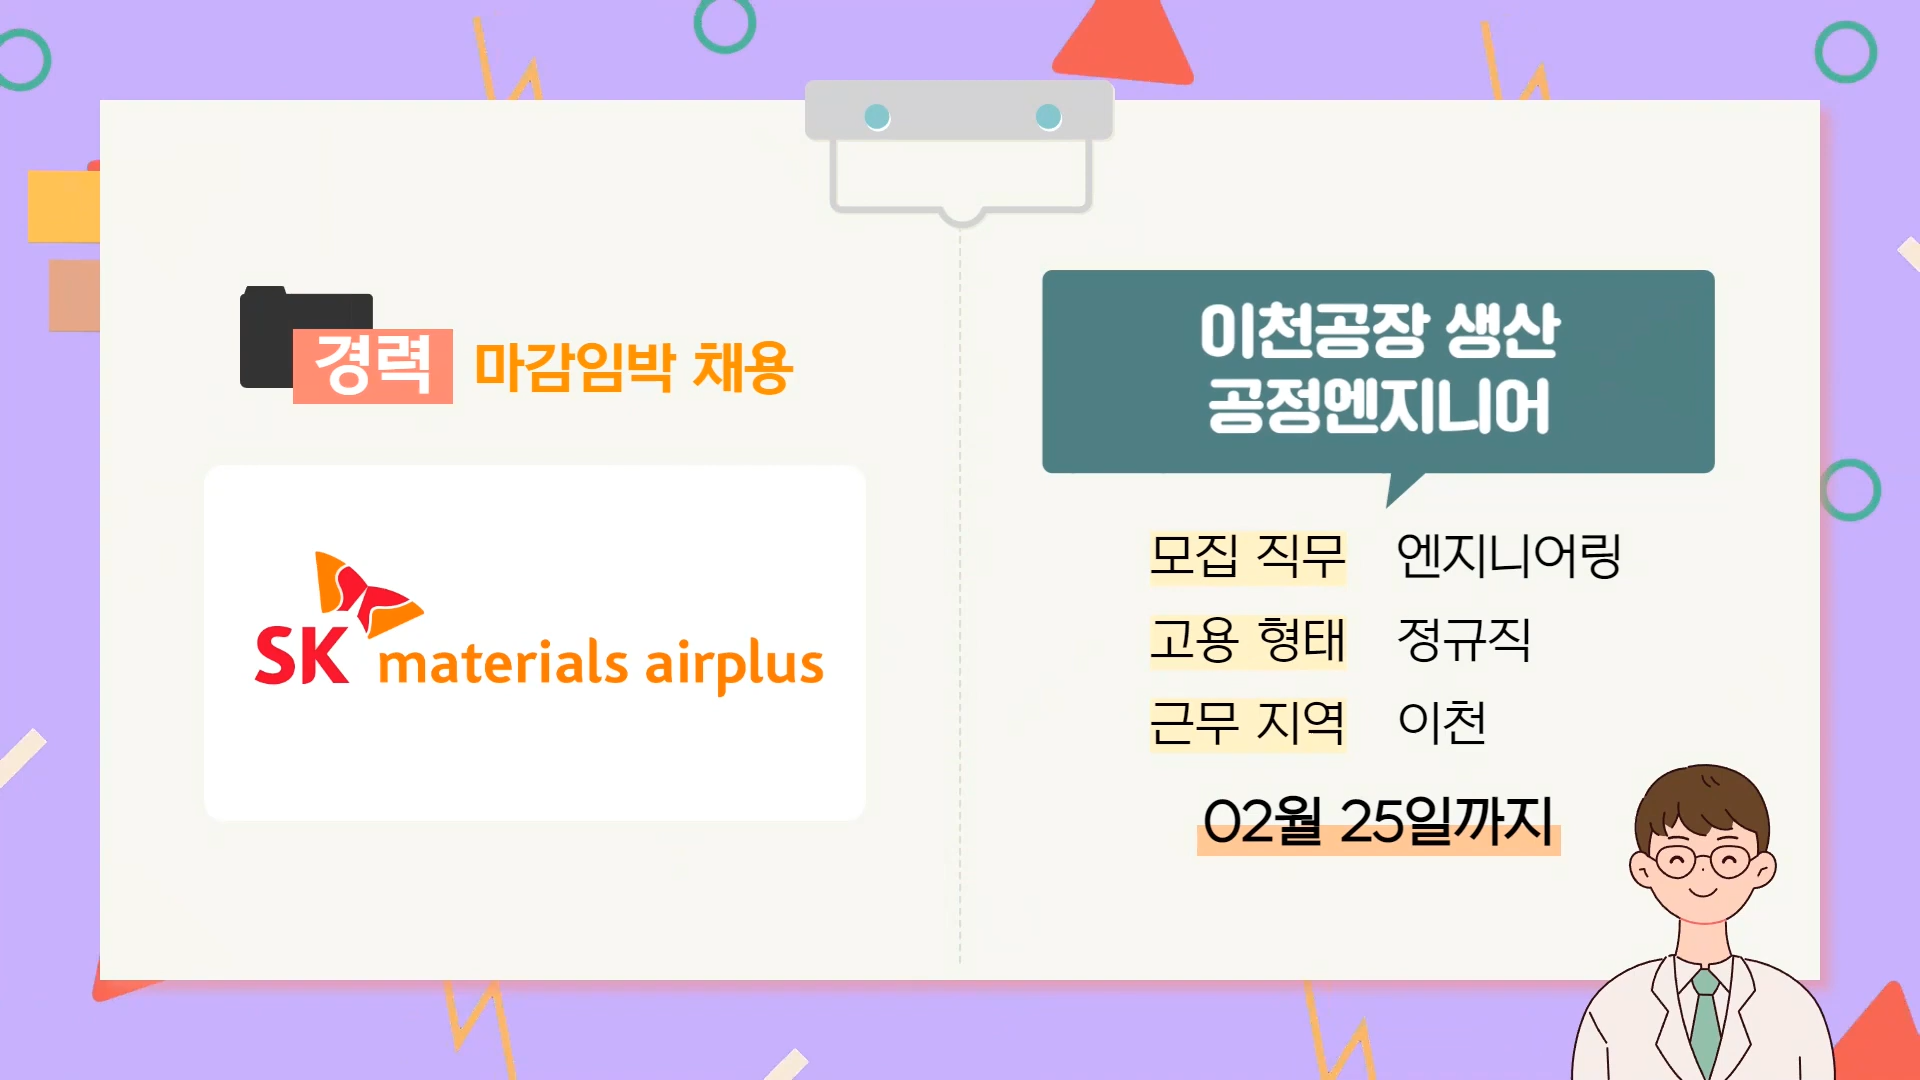 경력 마감임박 채용
SK materials airplus
이천공장 생산
공정엔지니어
모집 직무 엔지니어링
고용 형태 정규직
근무 지역 이천
02월 25일까지